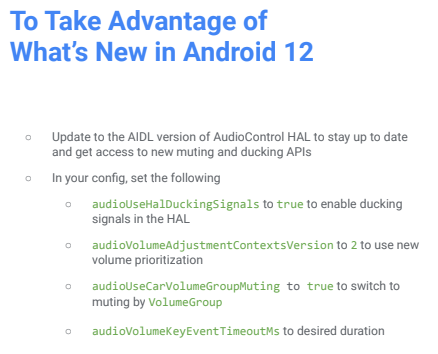 To Take Advantage of
What's New in Android 12
○ Update to the AIDL version of AudioControl HAL to stay up to date
and get access to new muting and ducking APIs
○ In your config, set the following
○ audioUseHalDuckingSignals to true to enable ducking
signals in the HAL
○ audioVolumeAdjustmentContextsVersion to 2 to use new
volume prioritization
○ audioUseCarVolumeGroupMuting to true to switch to
muting by VolumeGroup
○ audioVolumeKeyEventTimeoutMs to desired duration